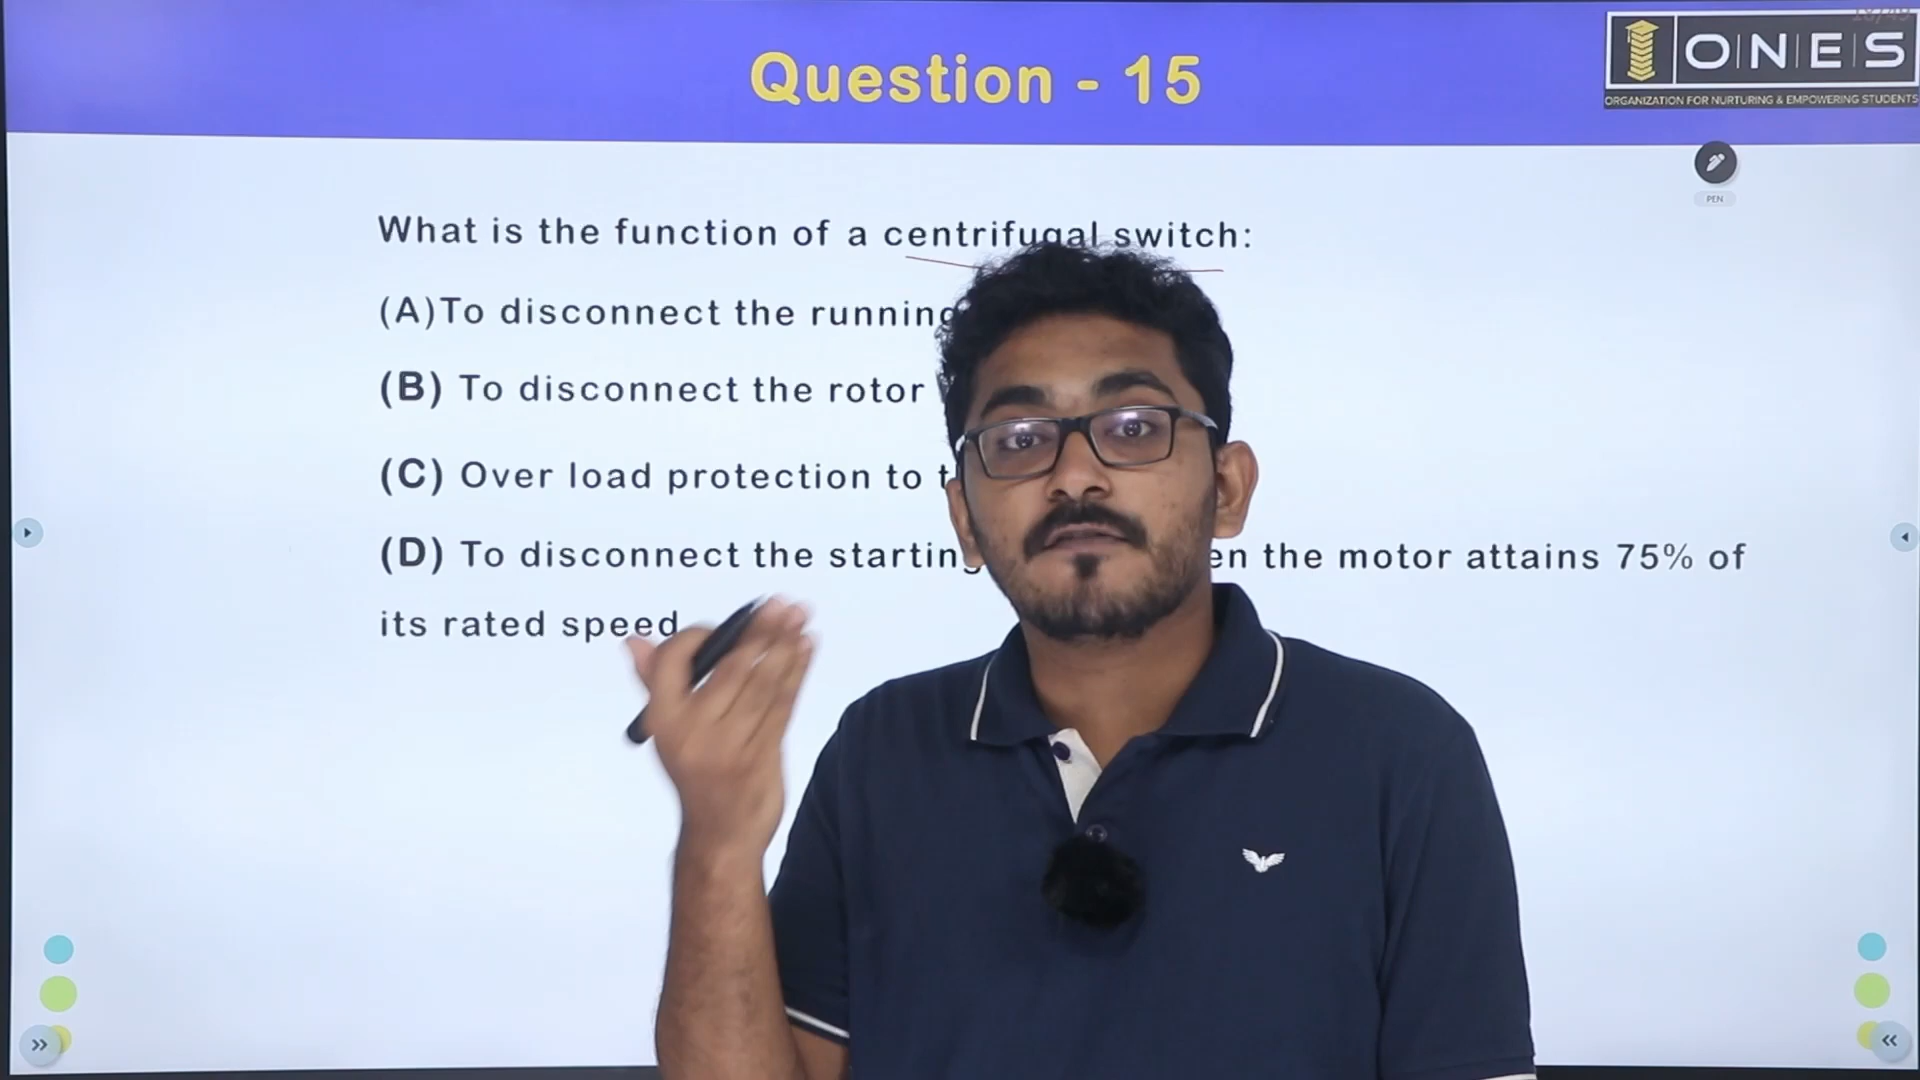 Question - 15
ONES
ORGANIZATION FOR NURTURING & EMPOWERING STUDENTS
PEN
What is the function of a centrifugal switch:
(A)To disconnect the running
(B) To disconnect the rotor
(C) Over load protection to
(D) To disconnect the the motor attains 75% of
its rated speed